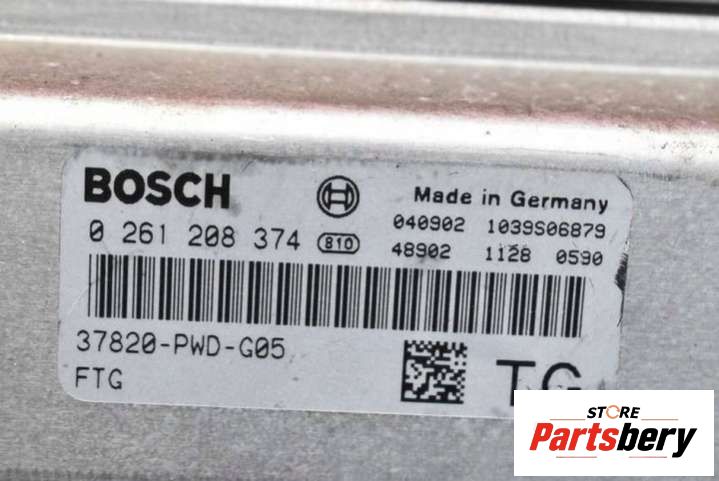 BOSCH
Made in Germany
040902 1039S06879
0 261 208 374 810
48902 1128 0590
37820-PWD-G05
FTG
TG
STORE
Partsbery